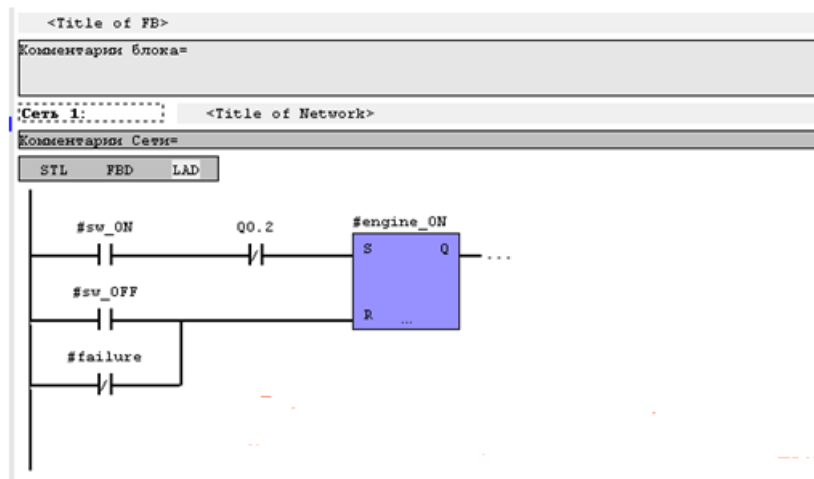 <Title of FB>
Комментарии блока=
Сеть 1:
<Title of Network>
Комментарии Сети=
STL FBD LAD
#sw_ON
Q0.2
#engine_ON
S Q
...
#sw_OFF
R ...
#failure